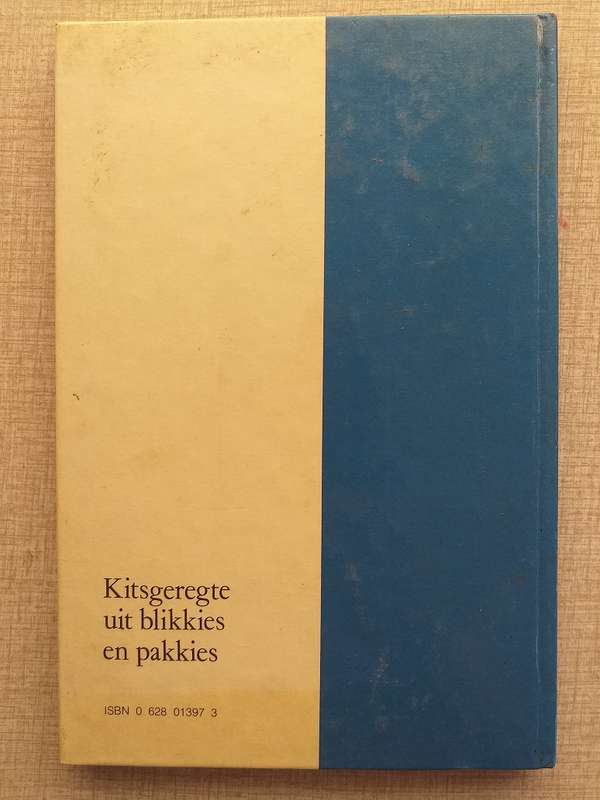 Kitsgeregte
uit blikkies
en pakkies
ISBN 0 628 01397 3